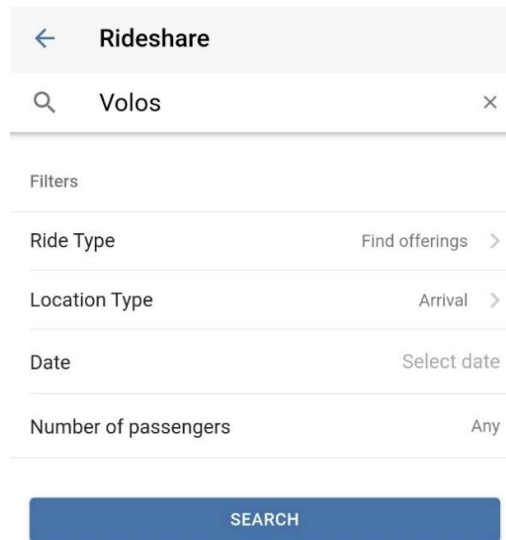 Rideshare
Volos
Filters
Ride Type Find offerings
Location Type Arrival
Date Select date
Number of passengers Any
SEARCH